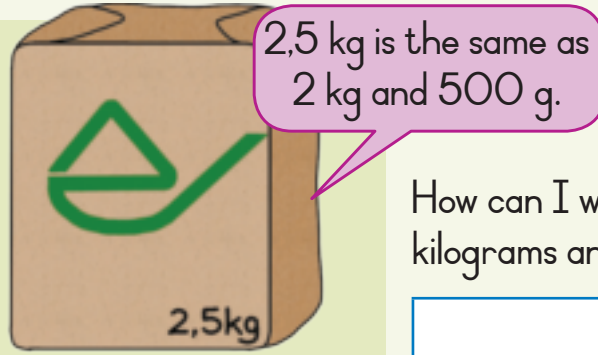 2,5 kg is the same as
2 kg and 500 g.
How can I w
kilograms an
2,5kg